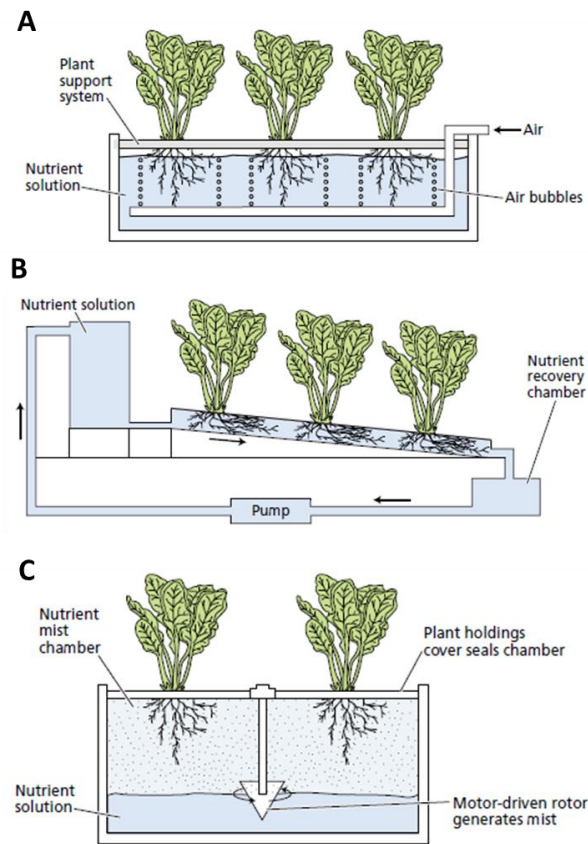 A
Plant
support
system
Air
Nutrient
solution
Air bubbles
B
Nutrient solution
Nutrient
recovery
chamber
Pump
C
Nutrient
mist
chamber
Plant holdings
cover seals chamber
Nutrient
solution
Motor-driven rotor
generates mist